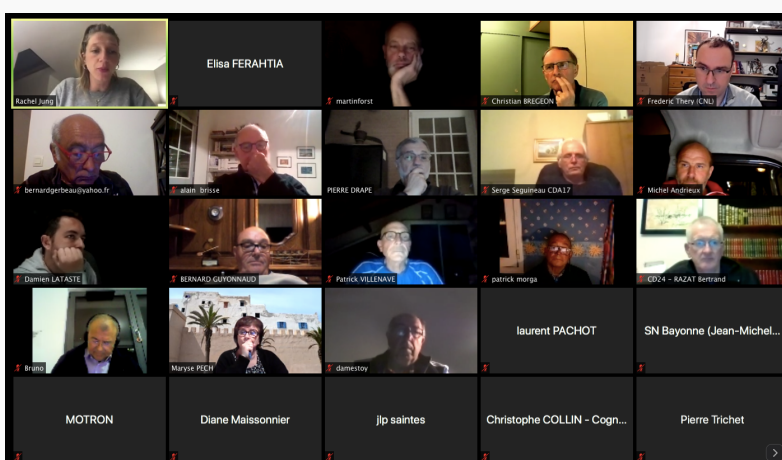 Rachel Jung
Elisa FERAHTIA
martinforst
Christian BREGEON
Frederic Thery (CNL)
bernardgerbeau@yahoo.fr
alain brisse
PIERRE DRAPE
Serge Seguineau CDA17
Michel Andrieux
Damien LATASTE
BERNARD GUYONNAUD
Patrick VILLENAVE
patrick morga
CD24 - RAZAT Bertrand
Bruno
Maryse PECH
damestoy
laurent PACHOT
SN Bayonne (Jean-Michel...
MOTRON
Diane Maissonnier
jlp saintes
Christophe COLLIN - Cogn...
Pierre Trichet